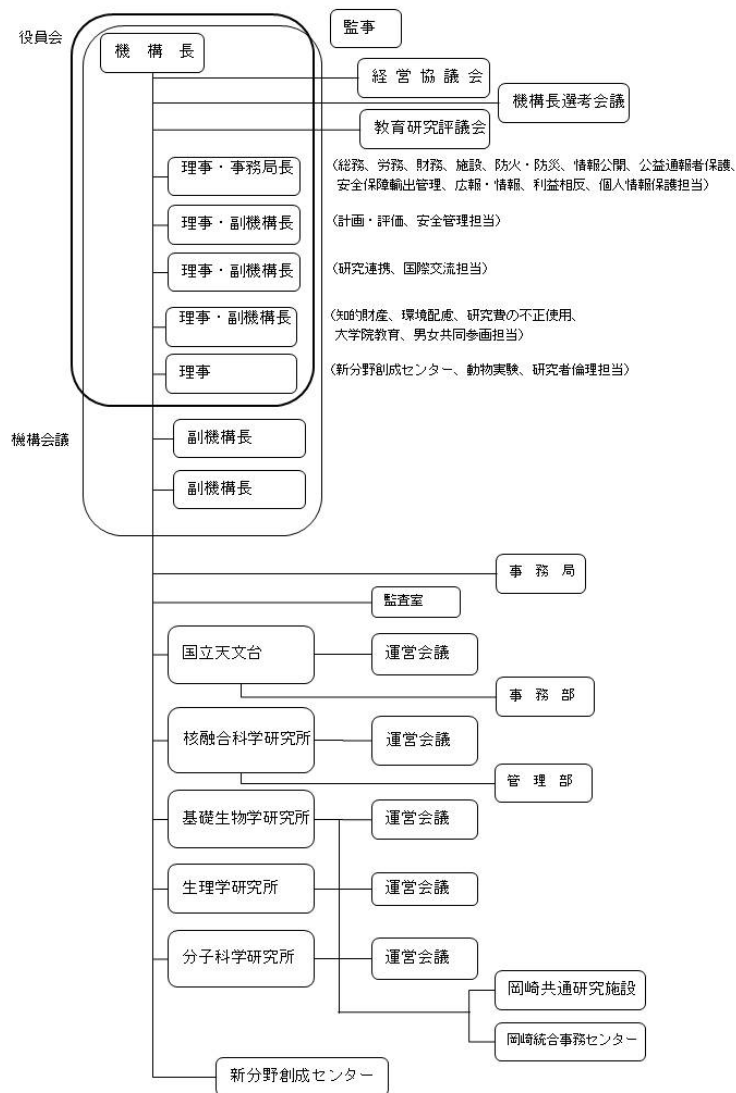 監事
役員会
機 構 長
経 営 協 議 会
機構長選考会議
教育研究評議会
理事・事務局長
(総務、労務、財務、施設、防火・防災、情報公開、公益通報者保護、
安全保障輸出管理、広報・情報、利益相反、個人情報保護担当)
理事・副機構長
(計画・評価、安全管理担当)
理事・副機構長
(研究連携、国際交流担当)
理事・副機構長
(知的財産、環境配慮、研究費の不正使用、
大学院教育、男女共同参画担当)
理事
(新分野創成センター、動物実験、研究者倫理担当)
機構会議
副機構長
副機構長
事 務 局
監査室
国立天文台
運営会議
事 務 部
核融合科学研究所
運営会議
管 理 部
基礎生物学研究所
運営会議
生理学研究所
運営会議
分子科学研究所
運営会議
岡崎共通研究施設
岡崎統合事務センター
新分野創成センター